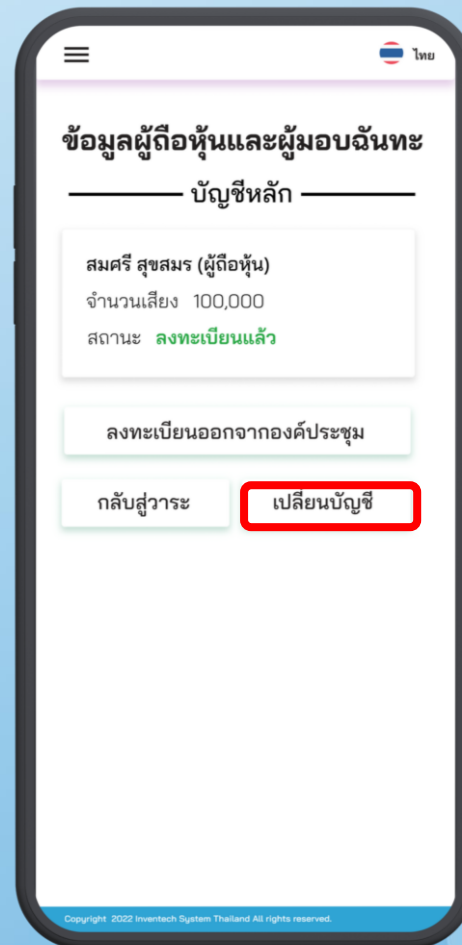 ไทย
ข้อมูลผู้ถือหุ้นและผู้มอบฉันทะ
บัญชีหลัก
สมศรี สุขสมร (ผู้ถือหุ้น)
จำนวนเสียง 100,000
สถานะ ลงทะเบียนแล้ว
ลงทะเบียนออกจากองค์ประชุม
กลับสู่วาระ เปลี่ยนบัญชี
Copyright 2022 Inventech System Thailand All rights reserved.